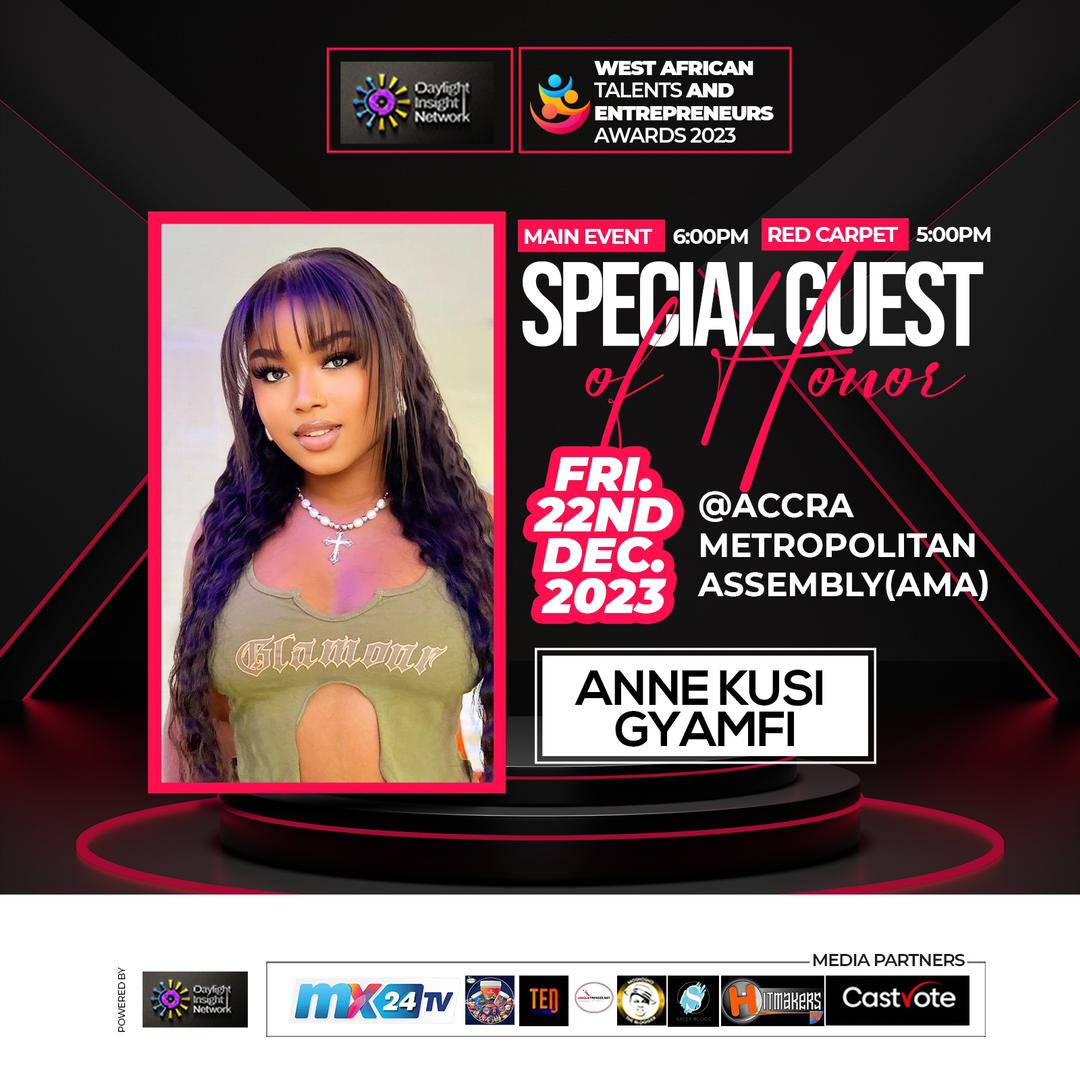 Daylight
Insight
Network
WEST AFRICAN
TALENTS AND
ENTREPRENEURS
AWARDS 2023
MAIN EVENT 6:00PM RED CARPET 5:00PM
SPECIAL GUEST
of Honor
FRI.
22ND
DEC.
2023
@ACCRA
METROPOLITAN
ASSEMBLY(AMA)
Glamour
ANNE KUSI
GYAMFI
MEDIA PARTNERS
POWERED BY
Daylight
Insight
Network
mx24TV
TEQ
HITMAKERS
CastVote